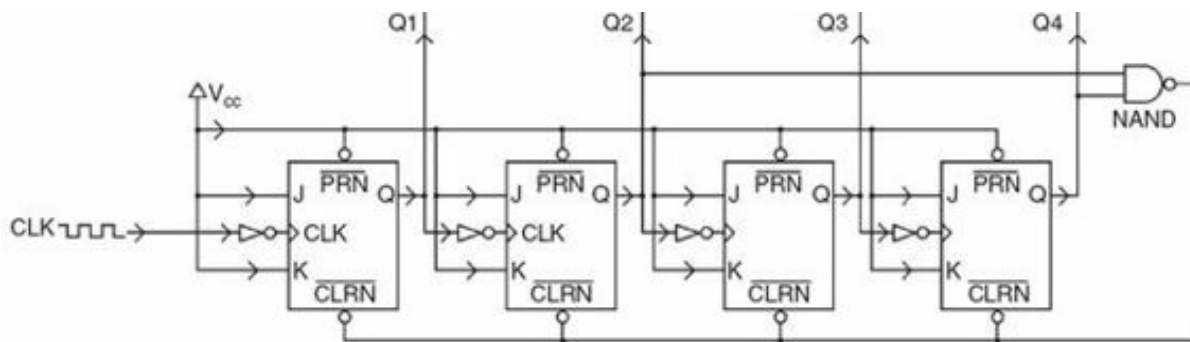 Q1 Q2 Q3 Q4
Vcc
NAND
PRN PRN PRN PRN
J Q J Q J Q J Q
CLK CLK CLK
K K K K
CLRN CLRN CLRN CLRN